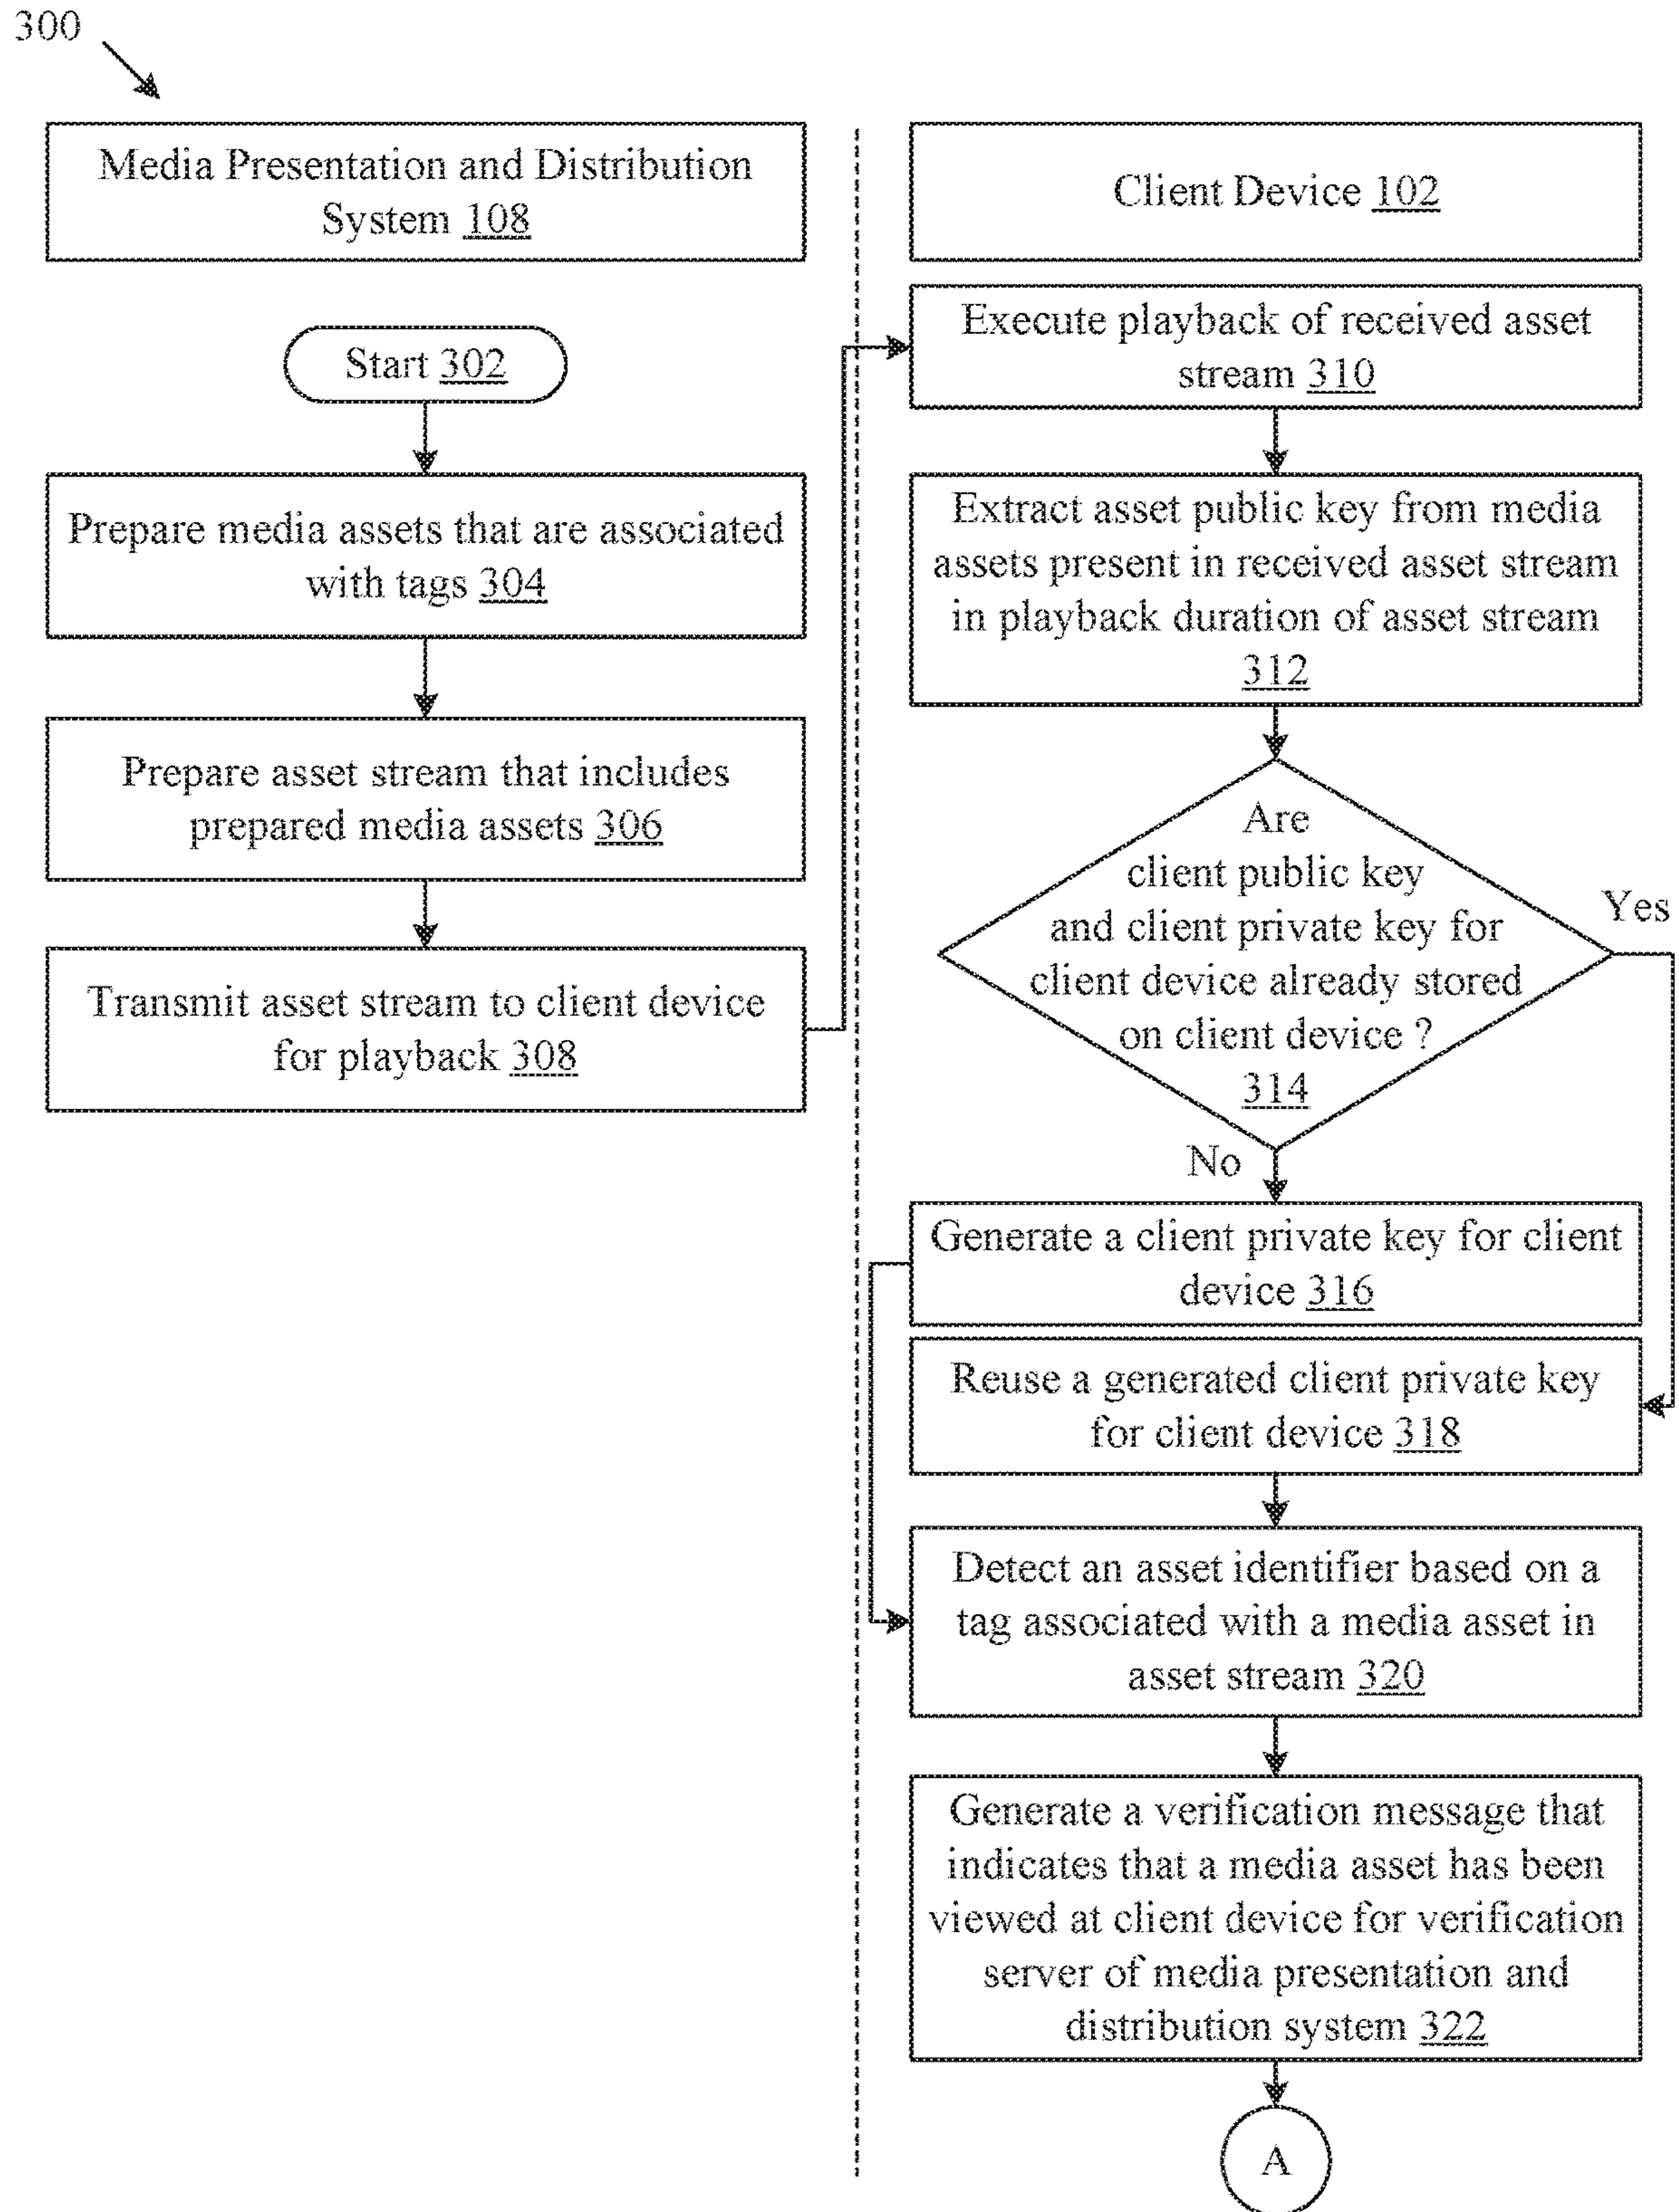 300
Media Presentation and Distribution
System 108
Start 302
Prepare media assets that are associated
with tags 304
Prepare asset stream that includes
prepared media assets 306
Transmit asset stream to client device
for playback 308
Client Device 102
Execute playback of received asset
stream 310
Extract asset public key from media
assets present in received asset stream
in playback duration of asset stream
312
Are
client public key
and client private key for
client device already stored
on client device ?
314
Yes
No
Generate a client private key for client
device 316
Reuse a generated client private key
for client device 318
Detect an asset identifier based on a
tag associated with a media asset in
asset stream 320
Generate a verification message that
indicates that a media asset has been
viewed at client device for verification
server of media presentation and
distribution system 322
A